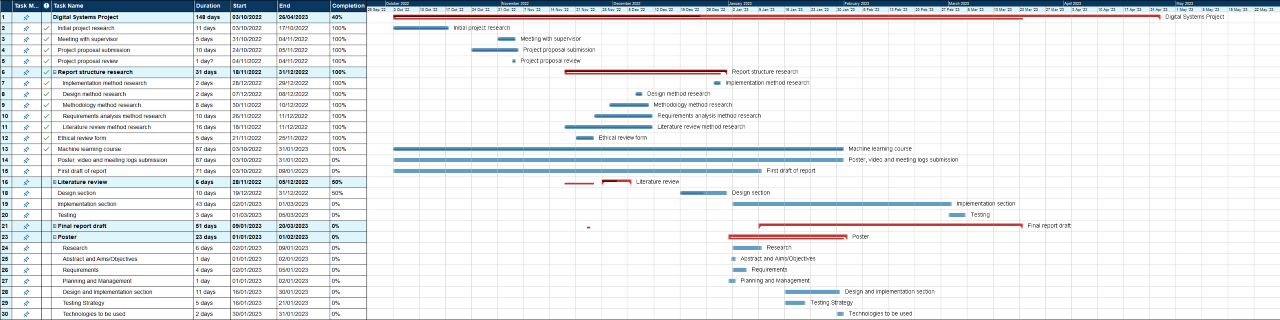 Task M... Task Name Duration Start End Completion October 2022 November 2022 December 2022 January 2023 February 2023 March 2023 April 2023 May 2023
1 Digital Systems Project 148 days 03/10/2022 26/04/2023 40% Digital Systems Project
2 Initial project research 11 days 03/10/2022 17/10/2022 100% Initial project research
3 Meeting with supervisor 5 days 31/10/2022 04/11/2022 100% Meeting with supervisor
4 Project proposal submission 10 days 24/10/2022 05/11/2022 100% Project proposal submission
5 Project proposal review 1 day? 04/11/2022 04/11/2022 100% Project proposal review
6 Report structure research 31 days 18/11/2022 31/12/2022 100% Report structure research
7 Implementation method research 2 days 28/12/2022 29/12/2022 100% Implementation method research
8 Design method research 2 days 07/12/2022 08/12/2022 100% Design method research
9 Methodology method research 8 days 30/11/2022 10/12/2022 100% Methodology method research
10 Requirements analysis method research 10 days 26/11/2022 11/12/2022 100% Requirements analysis method research
11 Literature review method research 16 days 18/11/2022 11/12/2022 100% Literature review method research
12 Ethical review form 5 days 21/11/2022 25/11/2022 100% Ethical review form
13 Machine learning course 87 days 03/10/2022 31/01/2023 100% Machine learning course
14 Poster, video and meeting logs submission 87 days 03/10/2022 31/01/2023 0% Poster, video and meeting logs submission
15 First draft of report 71 days 03/10/2022 09/01/2023 0% First draft of report
16 Literature review 6 days 28/11/2022 05/12/2022 50% Literature review
18 Design section 10 days 19/12/2022 31/12/2022 50% Design section
19 Implementation section 43 days 02/01/2023 01/03/2023 0% Implementation section
20 Testing 3 days 01/03/2023 05/03/2023 0% Testing
21 Final report draft 51 days 09/01/2023 20/03/2023 0% Final report draft
23 Poster 23 days 01/01/2023 01/02/2023 0% Poster
24 Research 6 days 02/01/2023 09/01/2023 0% Research
25 Abstract and Aims/Objectives 1 day 01/01/2023 02/01/2023 0% Abstract and Aims/Objectives
26 Requirements 4 days 02/01/2023 05/01/2023 0% Requirements
27 Planning and Management 1 day 01/01/2023 02/01/2023 0% Planning and Management
28 Design and Implementation section 11 days 16/01/2023 30/01/2023 0% Design and Implementation section
29 Testing Strategy 5 days 16/01/2023 21/01/2023 0% Testing Strategy
30 Technologies to be used 2 days 30/01/2023 31/01/2023 0% Technologies to be used